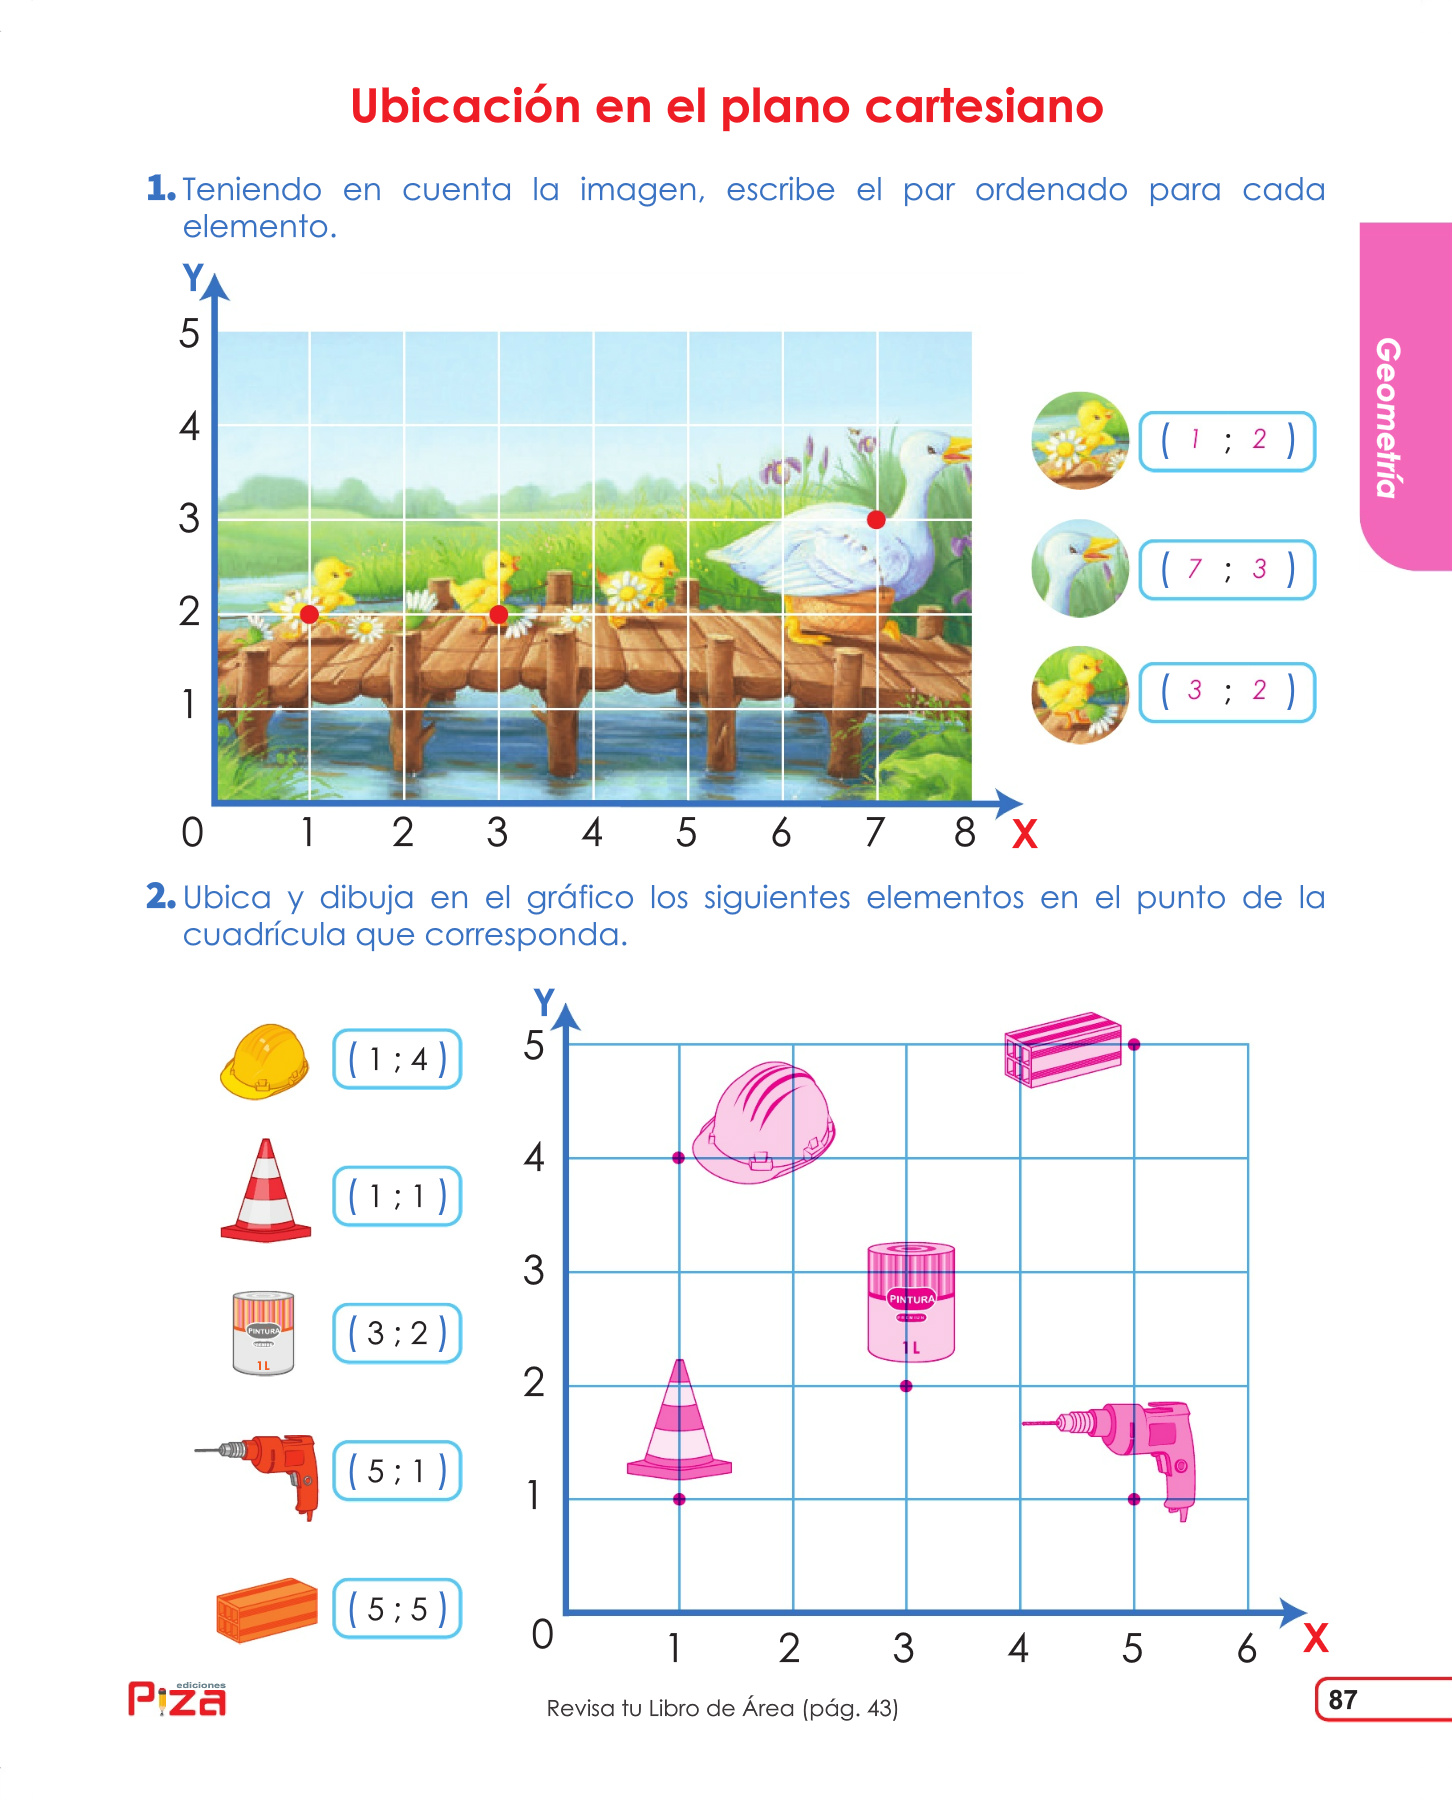 Ubicación en el plano cartesiano
1. Teniendo en cuenta la imagen, escribe el par ordenado para cada
elemento.
Geometría
Y
5
4
3
2
1
0 1 2 3 4 5 6 7 8 X
( 1 ; 2 )
( 7 ; 3 )
( 3 ; 2 )
2. Ubica y dibuja en el gráfico los siguientes elementos en el punto de la
cuadrícula que corresponda.
( 1 ; 4 )
( 1 ; 1 )
PINTURA
1 L
( 3 ; 2 )
( 5 ; 1 )
( 5 ; 5 )
Y
5
4
3
2
1
0 1 2 3 4 5 6 X
PINTURA
PREMIUM
1 L
ediciones
Piza
Revisa tu Libro de Área (pág. 43)
87